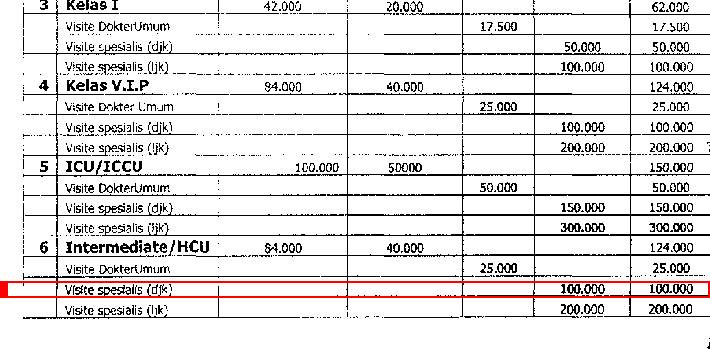 3 Kelas I 42.000 20.000 62.000
Visite DokterUmum 17.500 17.500
Visite spesialis (djk) 50.000 50.000
Visite spesialis (ljk) 100.000 100.000
4 Kelas V.I.P 84.000 40.000 124.000
Visite Dokter Umum 25.000 25.000
Visite spesialis (djk) 100.000 100.000
Visite spesialis (ljk) 200.000 200.000
5 ICU/ICCU 100.000 50000 150.000
Visite DokterUmum 50.000 50.000
Visite spesialis (djk) 150.000 150.000
Visite spesialis (ljk) 300.000 300.000
6 Intermediate/HCU 84.000 40.000 124.000
Visite DokterUmum 25.000 25.000
Visite spesialis (djk) 100.000 100.000
Visite spesialis (ljk) 200.000 200.000